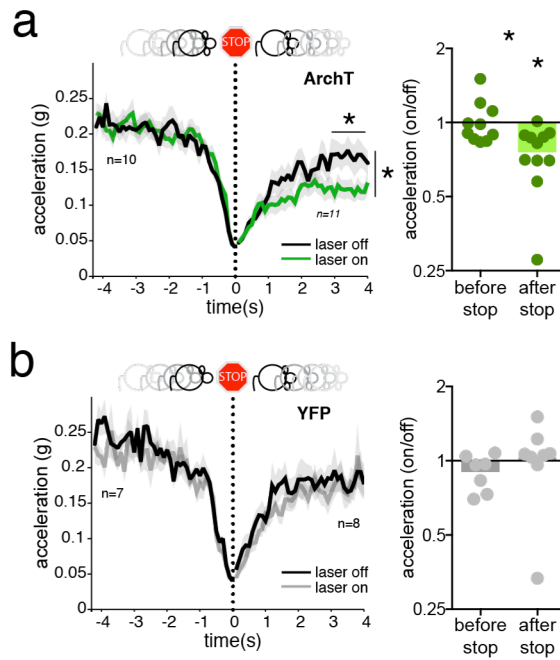 a
STOP
ArchT
*
*
n=10
n=11
laser off
laser on
acceleration (g)
0.25
0.2
0.15
0.1
0.05
0
-4 -3 -2 -1 0 1 2 3 4
time(s)
*
*
acceleration (on/off)
2
1
0.5
0.25
before stop
after stop
b
STOP
YFP
n=7
n=8
laser off
laser on
acceleration (g)
0.25
0.2
0.15
0.1
0.05
0
-4 -3 -2 -1 0 1 2 3 4
time(s)
acceleration (on/off)
2
1
0.5
0.25
before stop
after stop